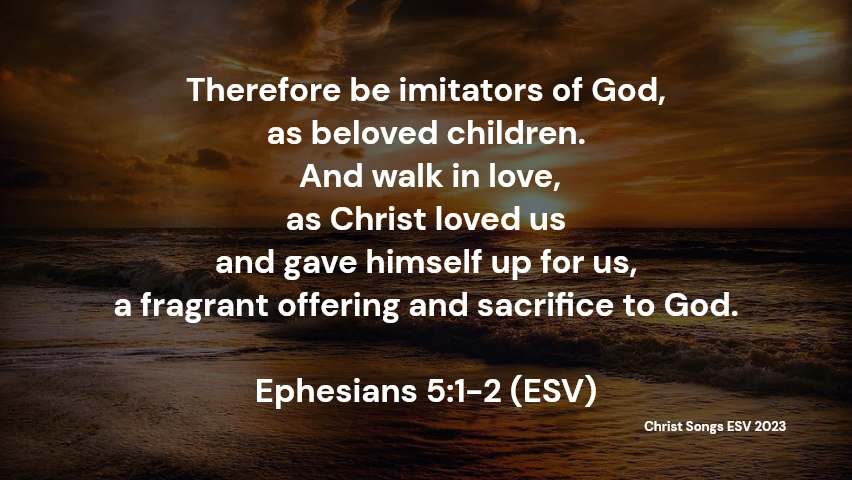 Therefore be imitators of God,
as beloved children.
And walk in love,
as Christ loved us
and gave himself up for us,
a fragrant offering and sacrifice to God.
Ephesians 5:1-2 (ESV)
Christ Songs ESV 2023